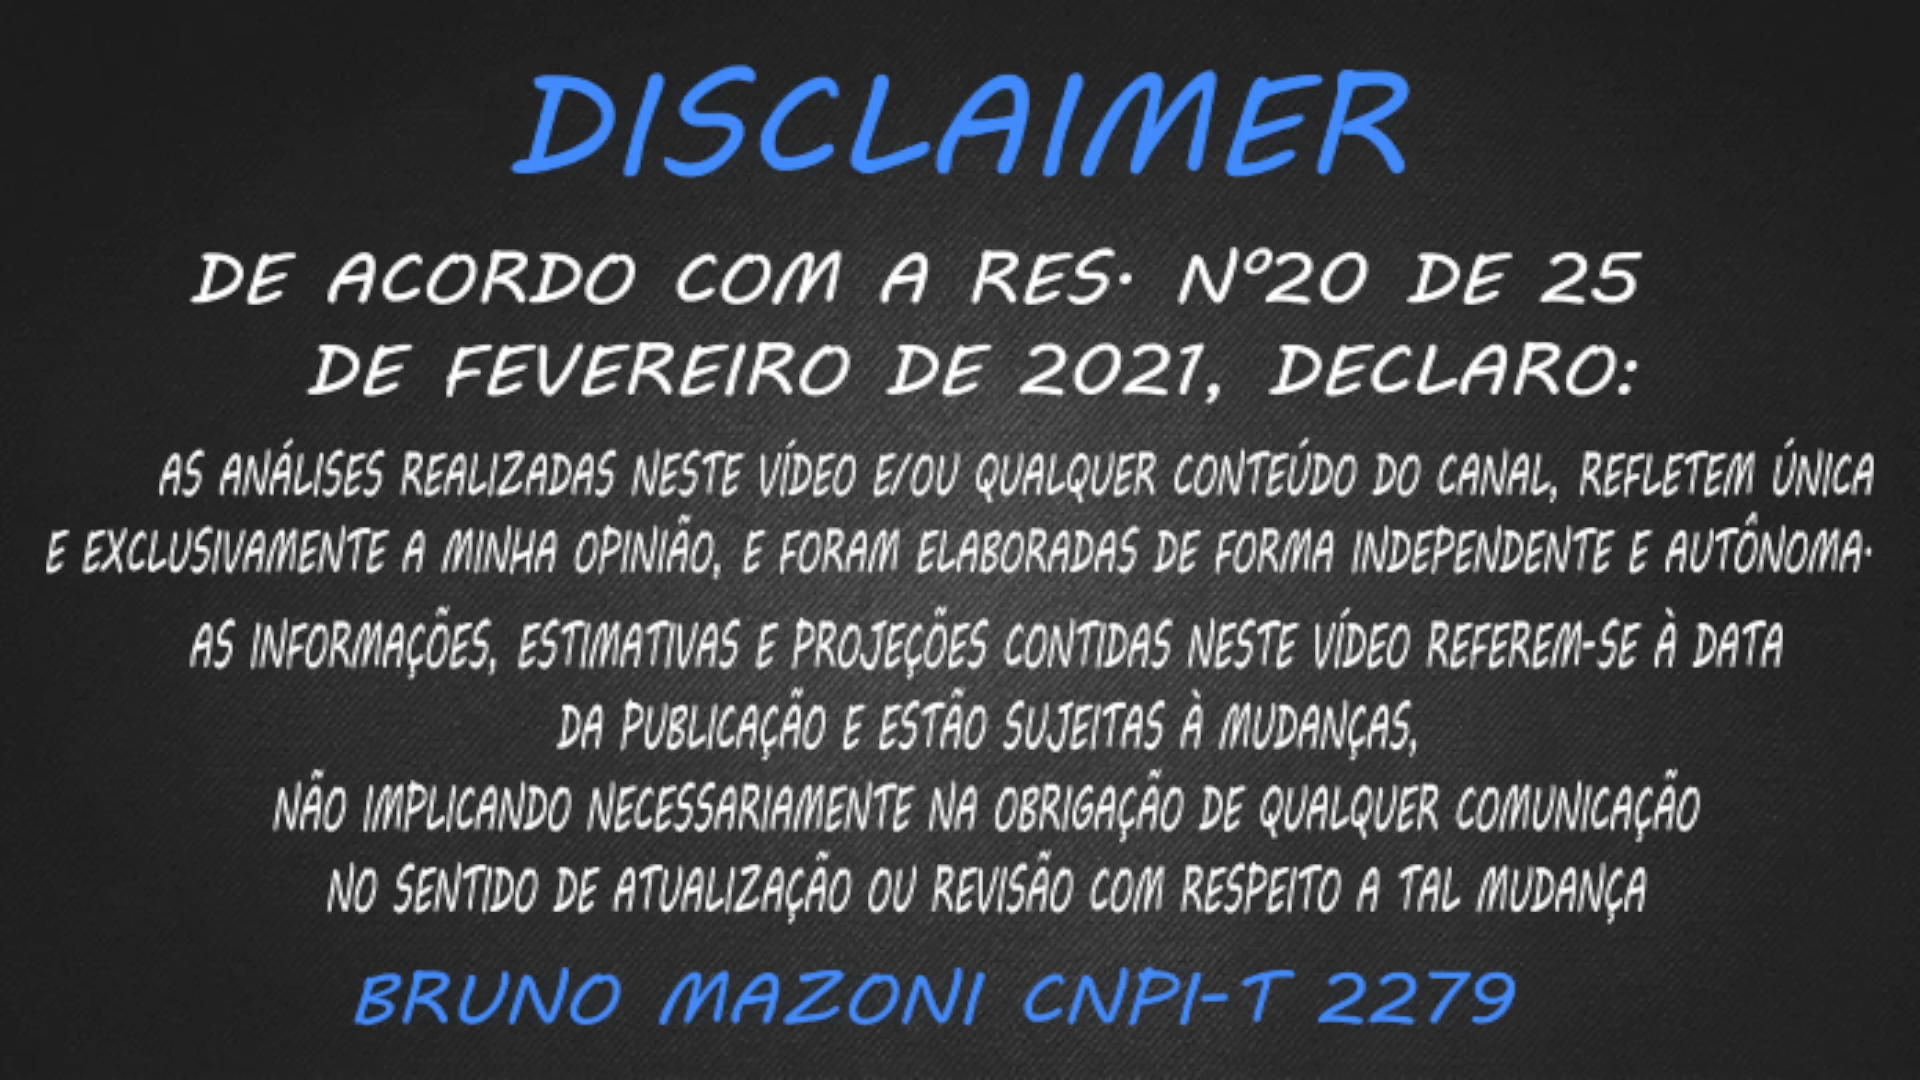 DISCLAIMER
DE ACORDO COM A RES. Nº20 DE 25
DE FEVEREIRO DE 2021, DECLARO:
AS ANÁLISES REALIZADAS NESTE VÍDEO E/OU QUALQUER CONTEÚDO DO CANAL, REFLETEM ÚNICA
E EXCLUSIVAMENTE A MINHA OPINIÃO, E FORAM ELABORADAS DE FORMA INDEPENDENTE E AUTÔNOMA.
AS INFORMAÇÕES, ESTIMATIVAS E PROJEÇÕES CONTIDAS NESTE VÍDEO REFEREM-SE À DATA
DA PUBLICAÇÃO E ESTÃO SUJEITAS À MUDANÇAS,
NÃO IMPLICANDO NECESSARIAMENTE NA OBRIGAÇÃO DE QUALQUER COMUNICAÇÃO
NO SENTIDO DE ATUALIZAÇÃO OU REVISÃO COM RESPEITO A TAL MUDANÇA
BRUNO MAZONI CNPI-T 2279